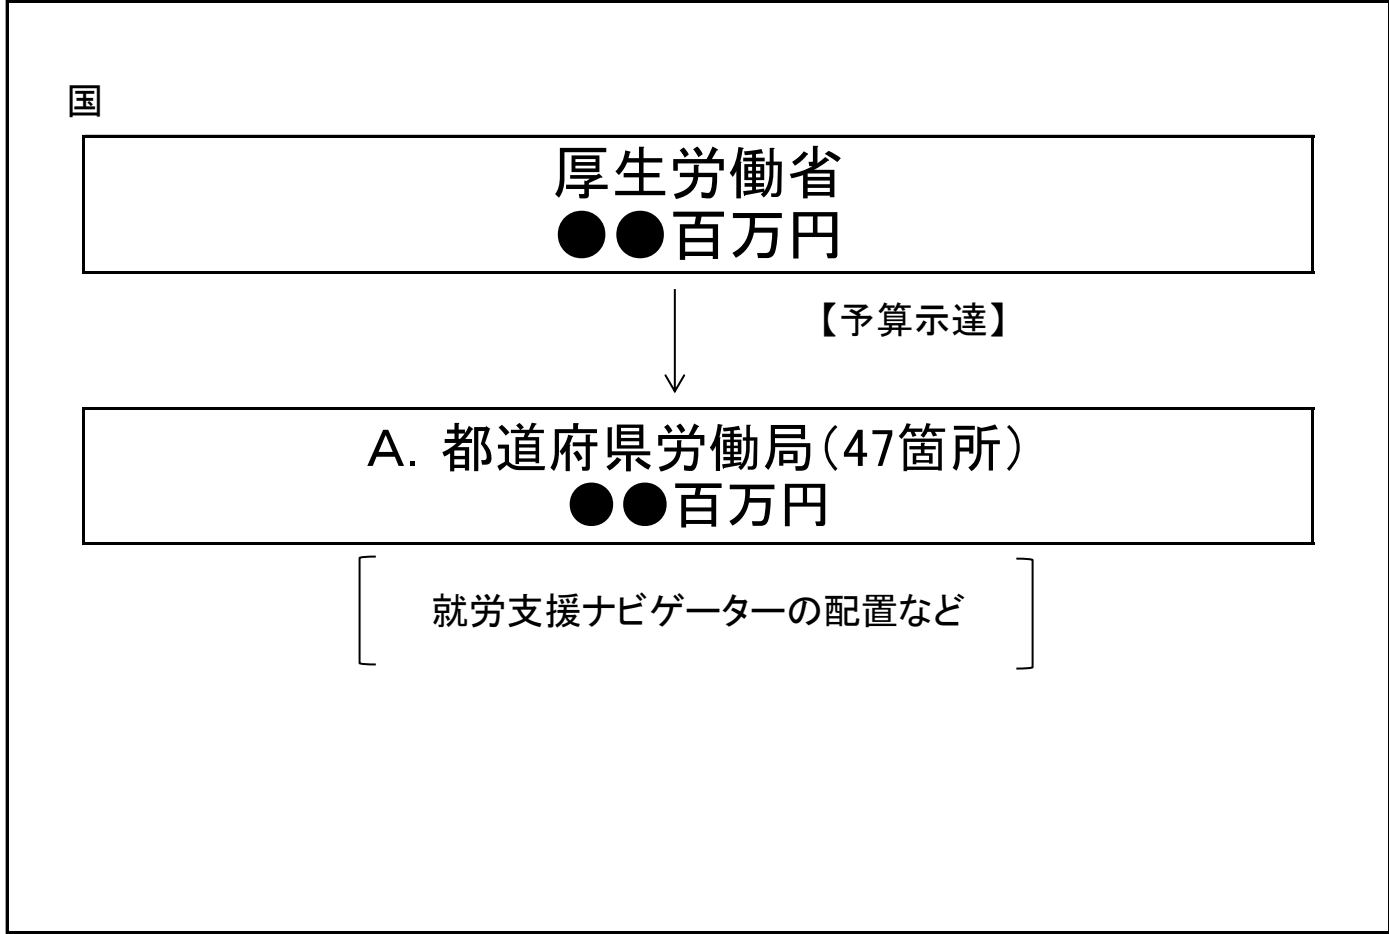 国
厚生労働省
●●百万円
【予算示達】
Ａ．都道府県労働局（47箇所）
●●百万円
就労支援ナビゲーターの配置など